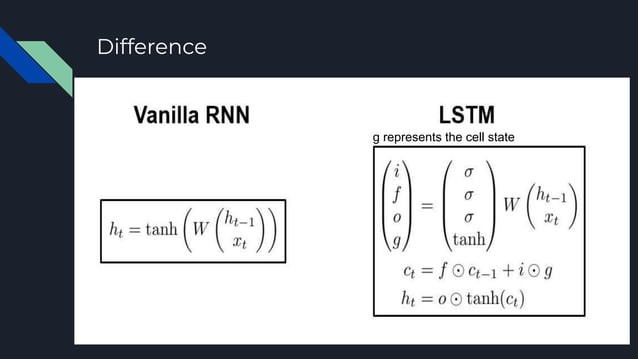 Difference
Vanilla RNN
h_t = tanh ( W ( h_{t−1} x_t ) )
LSTM
g represents the cell state
( i f o g ) = ( σ σ σ tanh ) W ( h_{t−1} x_t )
c_t = f ⊙ c_{t−1} + i ⊙ g
h_t = o ⊙ tanh(c_t)